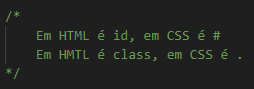 /*
Em HTML é id, em CSS é #
Em HMTL é class, em CSS é .
*/